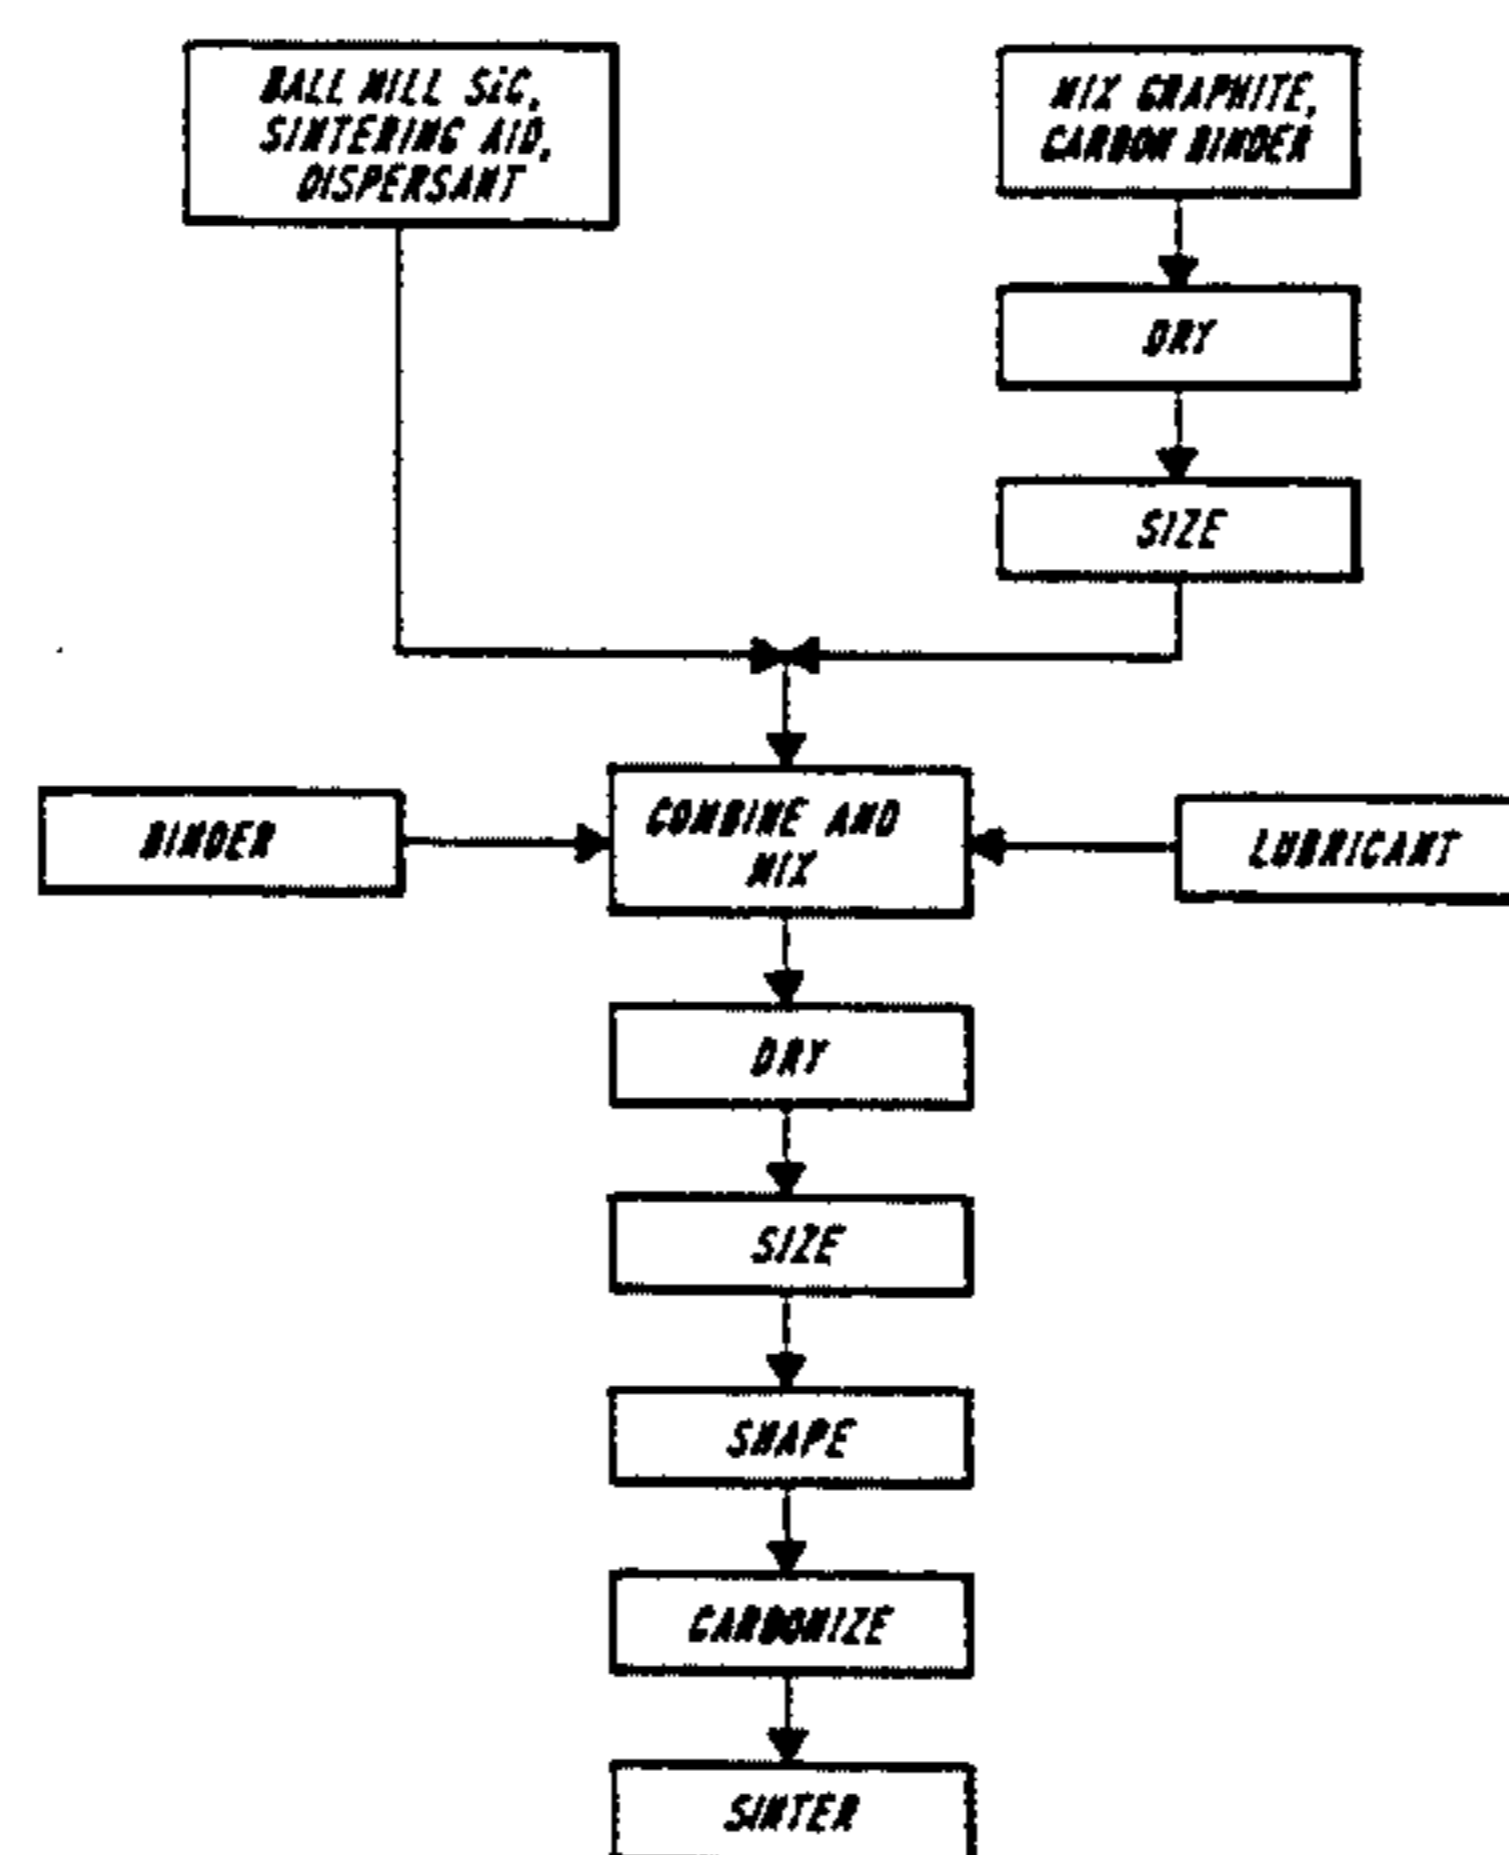 BALL MILL SiC,
SINTERING AID,
DISPERSANT
MIX GRAPHITE,
CARBON BINDER
DRY
SIZE
BINDER
COMBINE AND
MIX
LUBRICANT
DRY
SIZE
SHAPE
CARBONIZE
SINTER